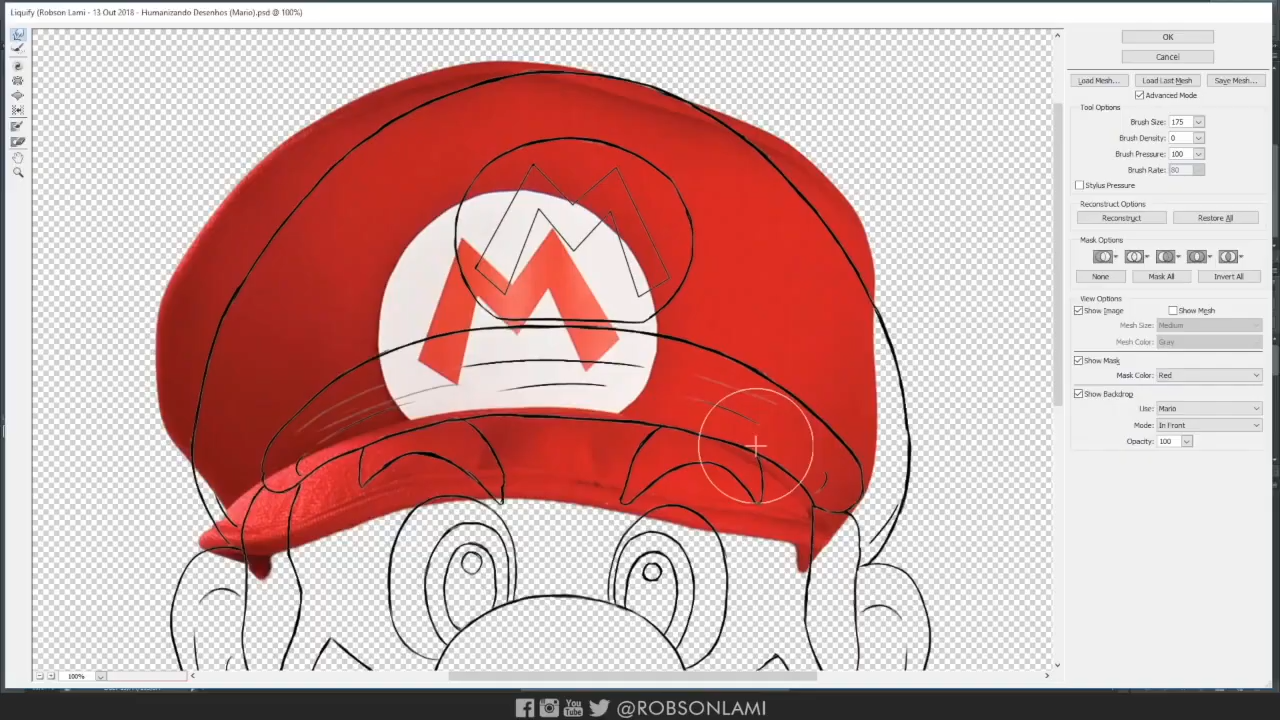 Liquify (Robson Lami - 13 Out 2018 - Humanizando Desenhos (Mario).psd @ 100%)
OK
Cancel
Load Mesh... Load Last Mesh Save Mesh...
Advanced Mode
Tool Options
Brush Size: 175
Brush Density: 0
Brush Pressure: 100
Brush Rate: 80
Stylus Pressure
Reconstruct Options
Reconstruct Restore All
Mask Options
None Mask All Invert All
View Options
Show Image Show Mesh
Mesh Size: Medium
Mesh Color: Gray
Show Mask
Mask Color: Red
Show Backdrop
Use: Mario
Mode: In Front
Opacity: 100
M
100%
You
Tube
@ROBSONLAMI